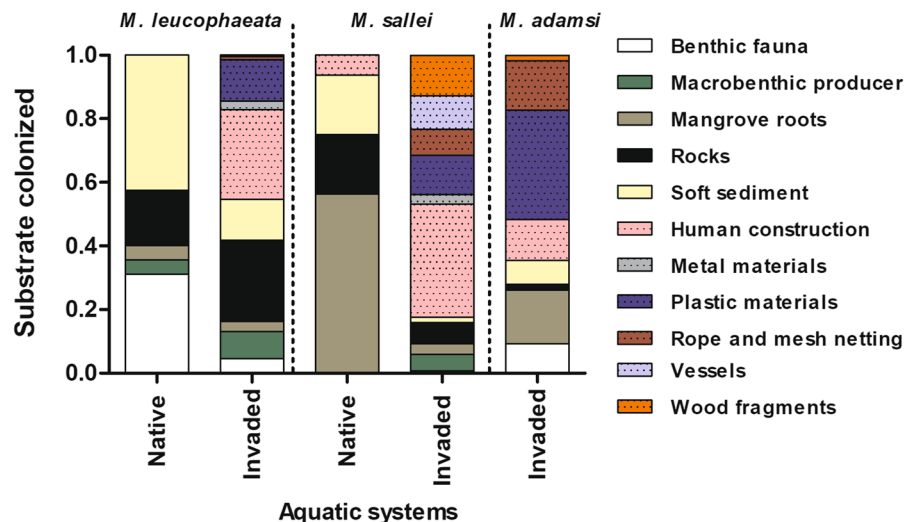 M. leucophaeata
M. sallei
M. adamsi
Substrate colonized
1.0
0.8
0.6
0.4
0.2
0.0
Native
Invaded
Native
Invaded
Invaded
Aquatic systems
Benthic fauna
Macrobenthic producer
Mangrove roots
Rocks
Soft sediment
Human construction
Metal materials
Plastic materials
Rope and mesh netting
Vessels
Wood fragments